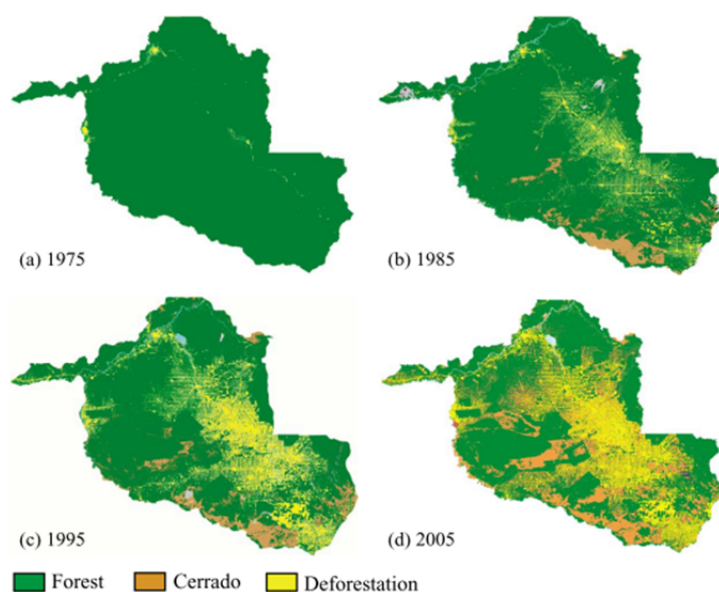 (a) 1975
(b) 1985
(c) 1995
(d) 2005
Forest
Cerrado
Deforestation